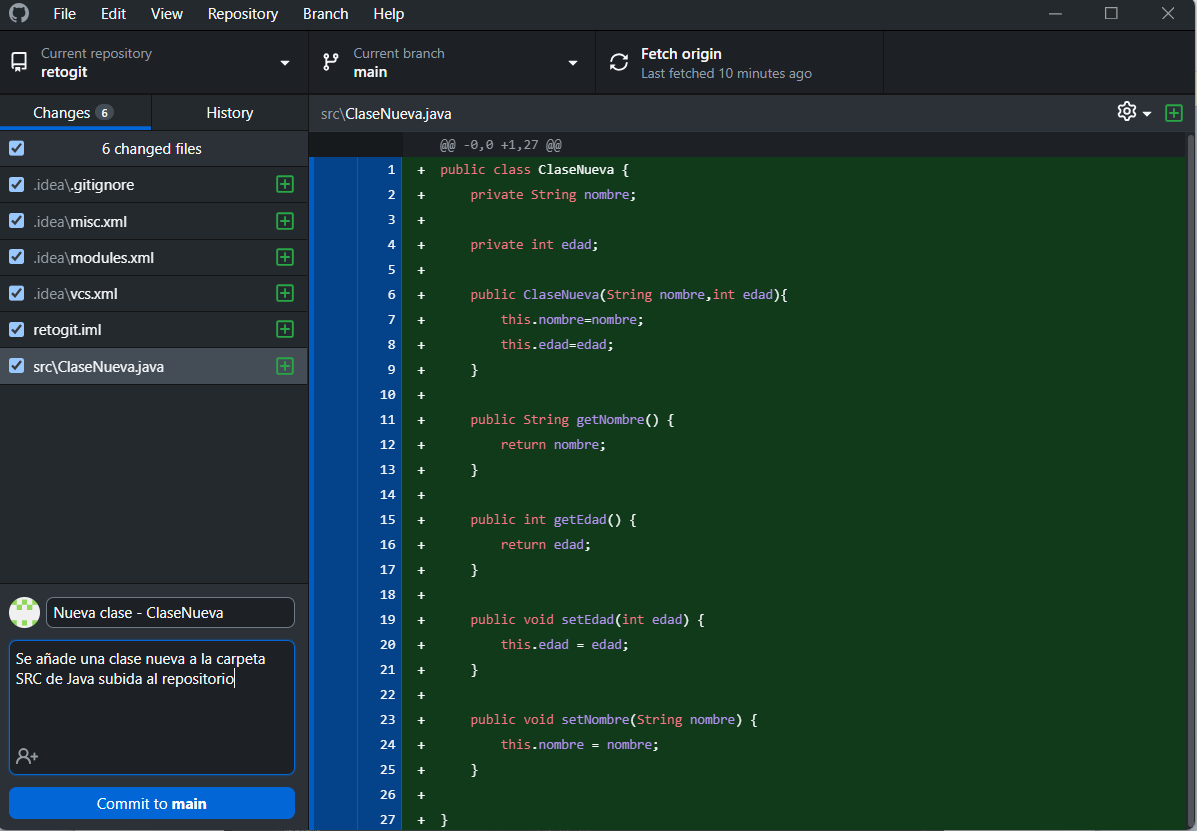 File Edit View Repository Branch Help
Current repository
retogit
Current branch
main
Fetch origin
Last fetched 10 minutes ago
Changes 6
History
src\ClaseNueva.java
6 changed files
.idea\.gitignore
.idea\misc.xml
.idea\modules.xml
.idea\vcs.xml
retogit.iml
src\ClaseNueva.java
Nueva clase - ClaseNueva
Se añade una clase nueva a la carpeta
SRC de Java subida al repositorio
Commit to main
@@ -0,0 +1,27 @@
1 + public class ClaseNueva {
2 +     private String nombre;
3 +
4 +     private int edad;
5 +
6 +     public ClaseNueva(String nombre,int edad){
7 +         this.nombre=nombre;
8 +         this.edad=edad;
9 +     }
10 +
11 +     public String getNombre() {
12 +         return nombre;
13 +     }
14 +
15 +     public int getEdad() {
16 +         return edad;
17 +     }
18 +
19 +     public void setEdad(int edad) {
20 +         this.edad = edad;
21 +     }
22 +
23 +     public void setNombre(String nombre) {
24 +         this.nombre = nombre;
25 +     }
26 +
27 + }